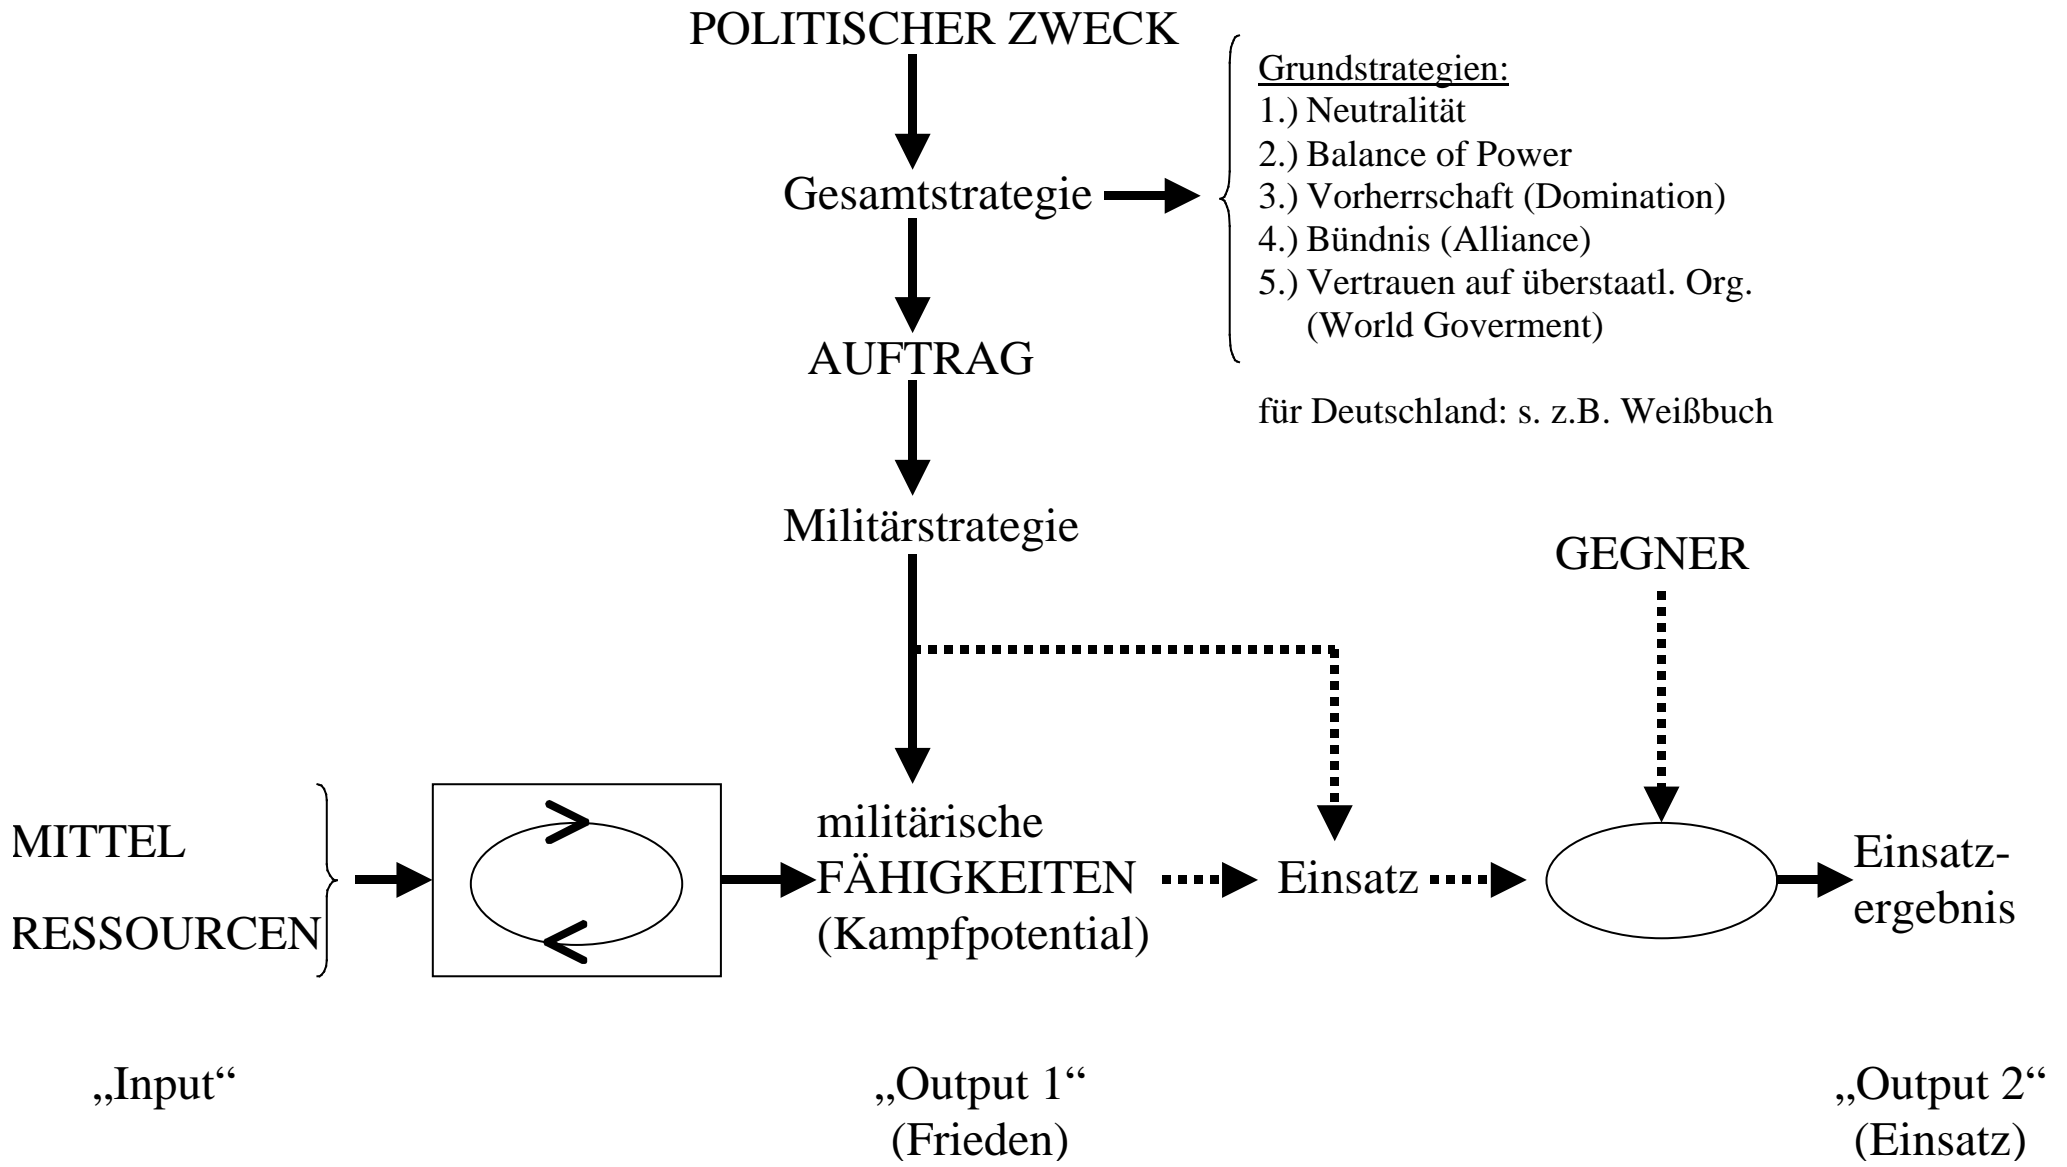 POLITISCHER ZWECK
Grundstrategien:
1.) Neutralität
2.) Balance of Power
Gesamtstrategie
3.) Vorherrschaft (Domination)
4.) Bündnis (Alliance)
5.) Vertrauen auf überstaatl. Org.
(World Goverment)
AUFTRAG
für Deutschland: s. z.B. Weißbuch
Militärstrategie
GEGNER
MITTEL
RESSOURCEN
militärische
FÄHIGKEITEN
(Kampfpotential)
Einsatz
Einsatz-
ergebnis
„Input“
„Output 1“
(Frieden)
„Output 2“
(Einsatz)